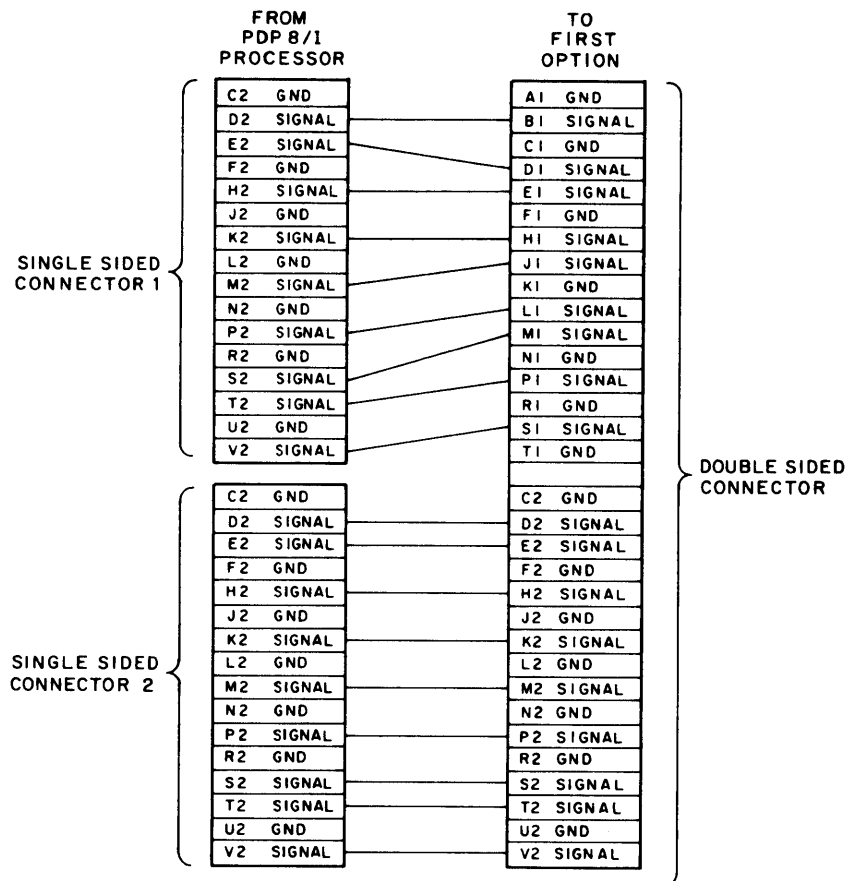 FROM
PDP 8/I
PROCESSOR
TO
FIRST
OPTION
SINGLE SIDED
CONNECTOR 1
C2 GND
D2 SIGNAL
E2 SIGNAL
F2 GND
H2 SIGNAL
J2 GND
K2 SIGNAL
L2 GND
M2 SIGNAL
N2 GND
P2 SIGNAL
R2 GND
S2 SIGNAL
T2 SIGNAL
U2 GND
V2 SIGNAL
SINGLE SIDED
CONNECTOR 2
C2 GND
D2 SIGNAL
E2 SIGNAL
F2 GND
H2 SIGNAL
J2 GND
K2 SIGNAL
L2 GND
M2 SIGNAL
N2 GND
P2 SIGNAL
R2 GND
S2 SIGNAL
T2 SIGNAL
U2 GND
V2 SIGNAL
A1 GND
B1 SIGNAL
C1 GND
D1 SIGNAL
E1 SIGNAL
F1 GND
H1 SIGNAL
J1 SIGNAL
K1 GND
L1 SIGNAL
M1 SIGNAL
N1 GND
P1 SIGNAL
R1 GND
S1 SIGNAL
T1 GND
C2 GND
D2 SIGNAL
E2 SIGNAL
F2 GND
H2 SIGNAL
J2 GND
K2 SIGNAL
L2 GND
M2 SIGNAL
N2 GND
P2 SIGNAL
R2 GND
S2 SIGNAL
T2 SIGNAL
U2 GND
V2 SIGNAL
DOUBLE SIDED
CONNECTOR